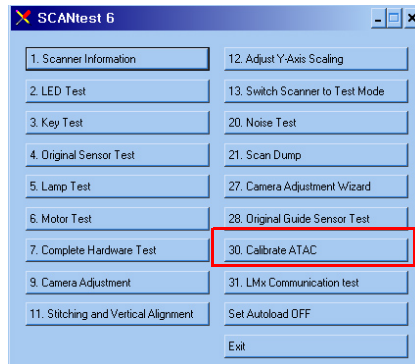 SCANtest 6
1. Scanner Information
2. LED Test
3. Key Test
4. Original Sensor Test
5. Lamp Test
6. Motor Test
7. Complete Hardware Test
9. Camera Adjustment
11. Stitching and Vertical Alignment
12. Adjust Y-Axis Scaling
13. Switch Scanner to Test Mode
20. Noise Test
21. Scan Dump
27. Camera Adjustment Wizard
28. Original Guide Sensor Test
30. Calibrate ATAC
31. LMx Communication test
Set Autoload OFF
Exit